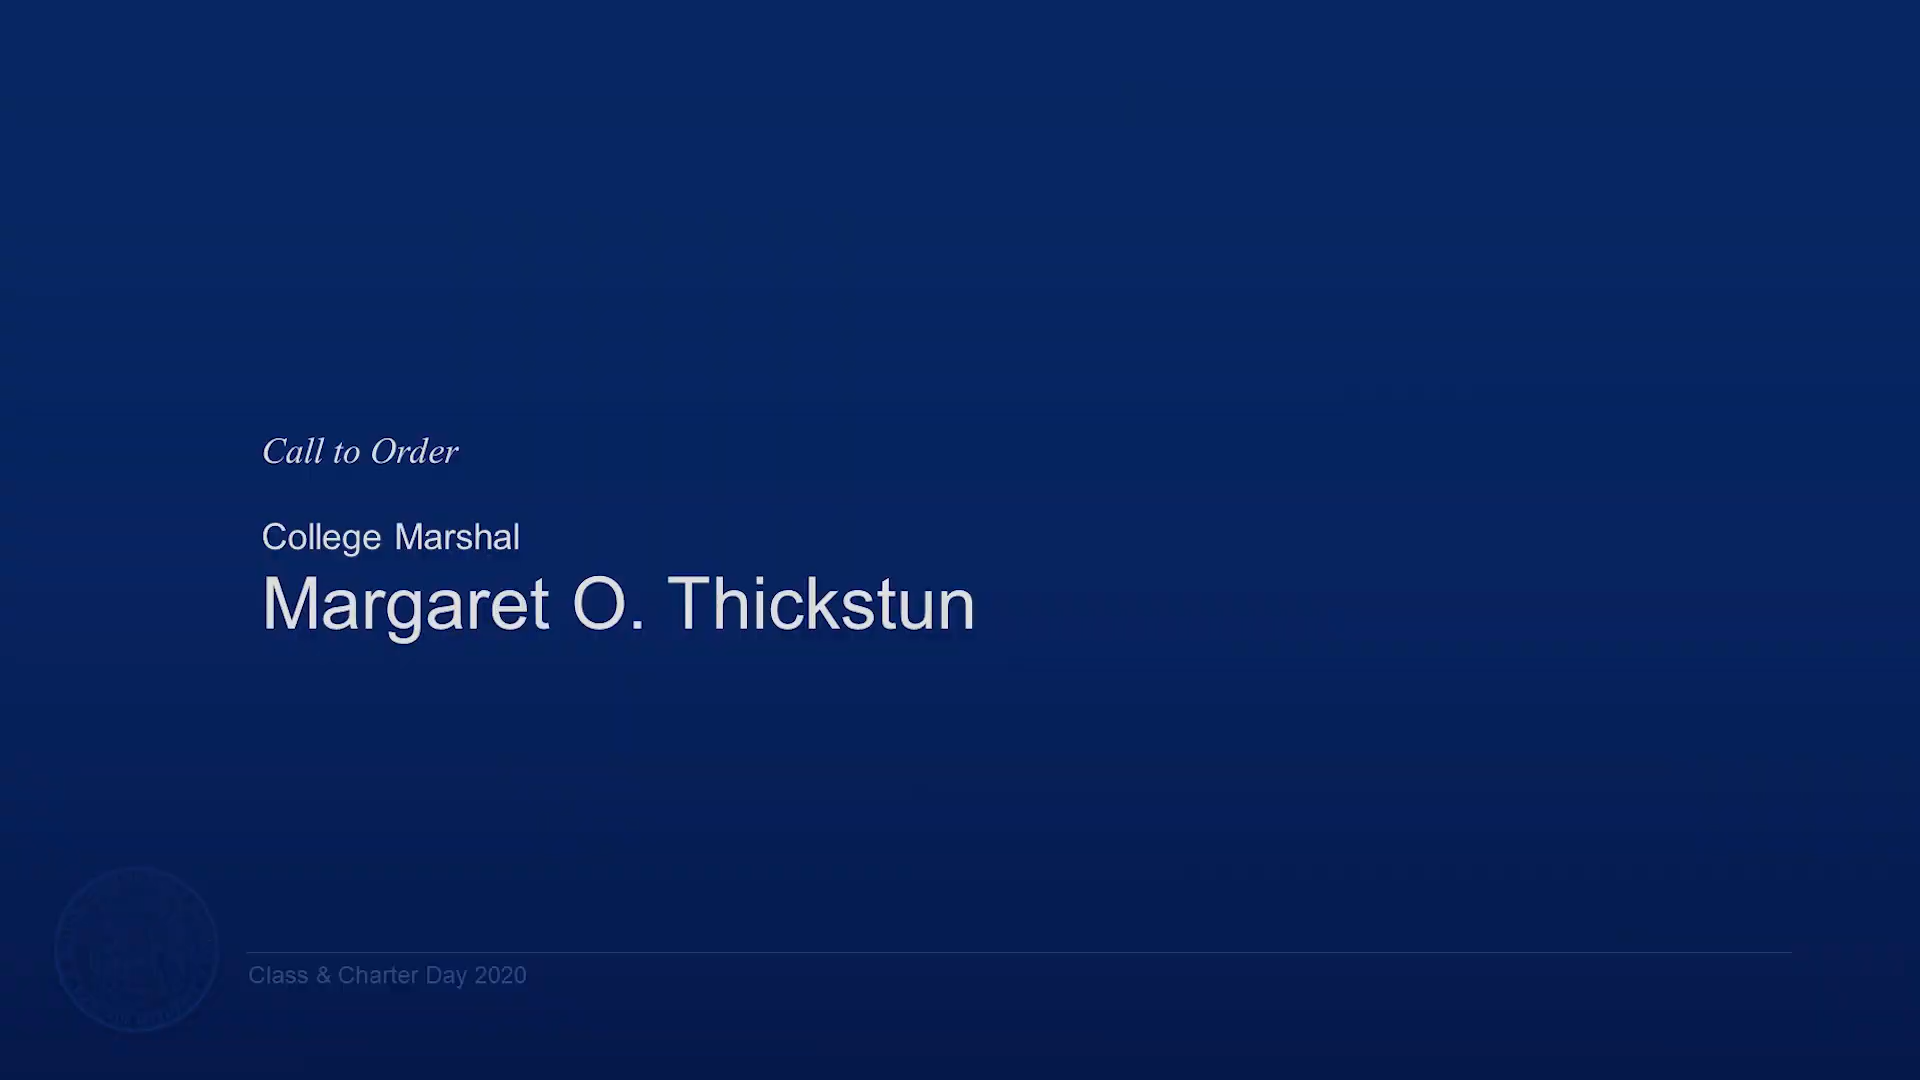 Call to Order
College Marshal
Margaret O. Thickstun
Class & Charter Day 2020